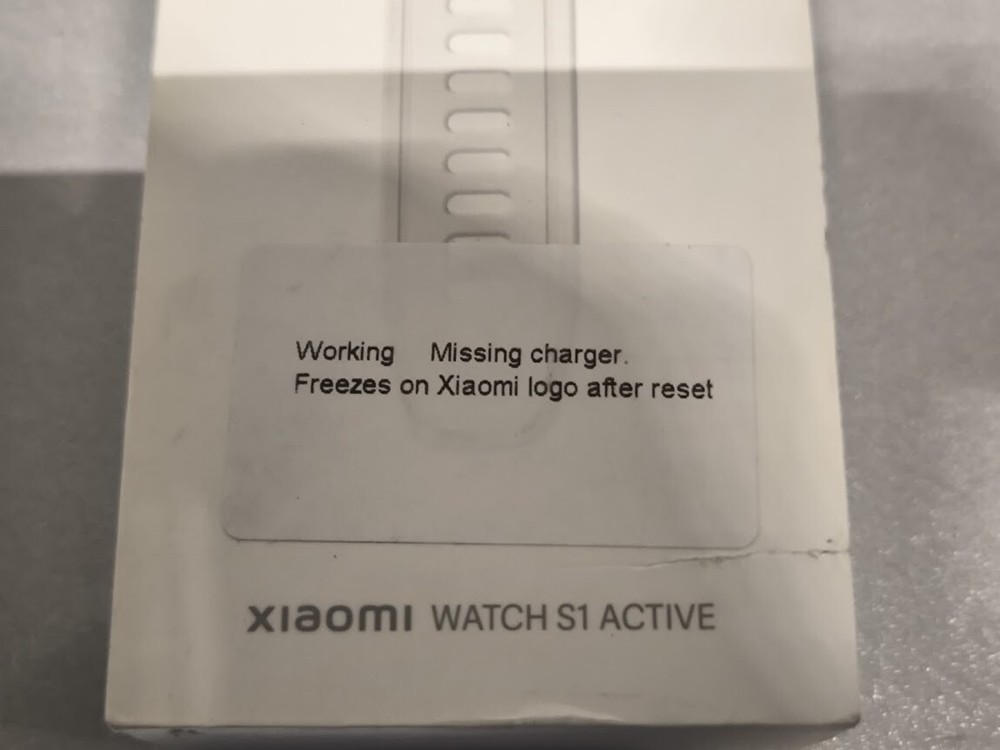 Working Missing charger.
Freezes on Xiaomi logo after reset
xiaomi WATCH S1 ACTIVE